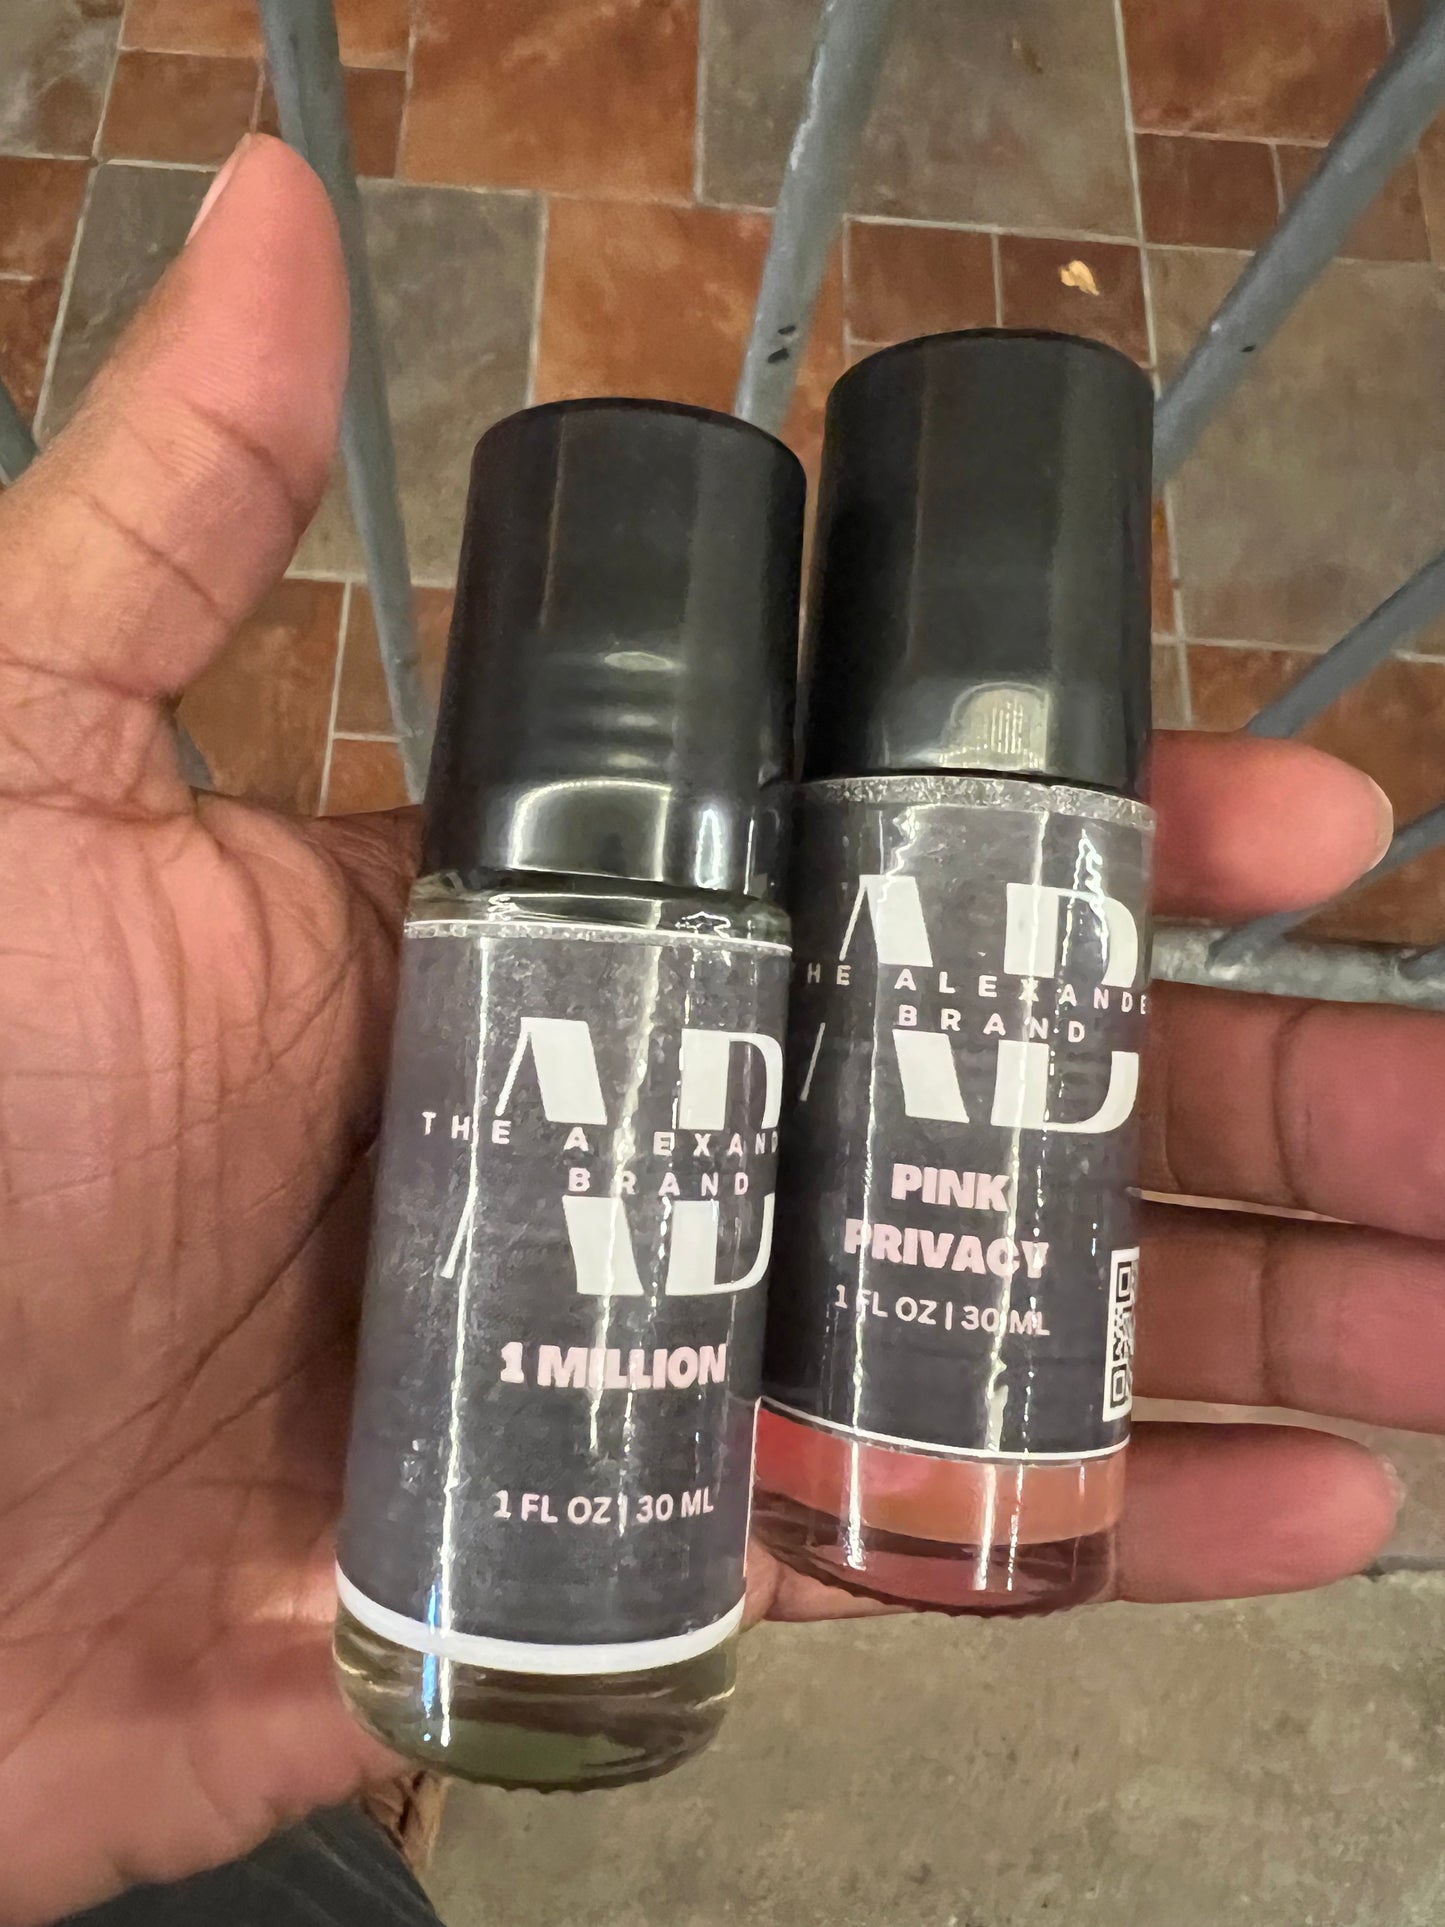 AB
THE ALEXAND
BRAND
1 MILLION
1 FL OZ | 30 ML
AB
THE ALEXANDE
BRAND
PINK
PRIVACY
1 FL OZ | 30 ML